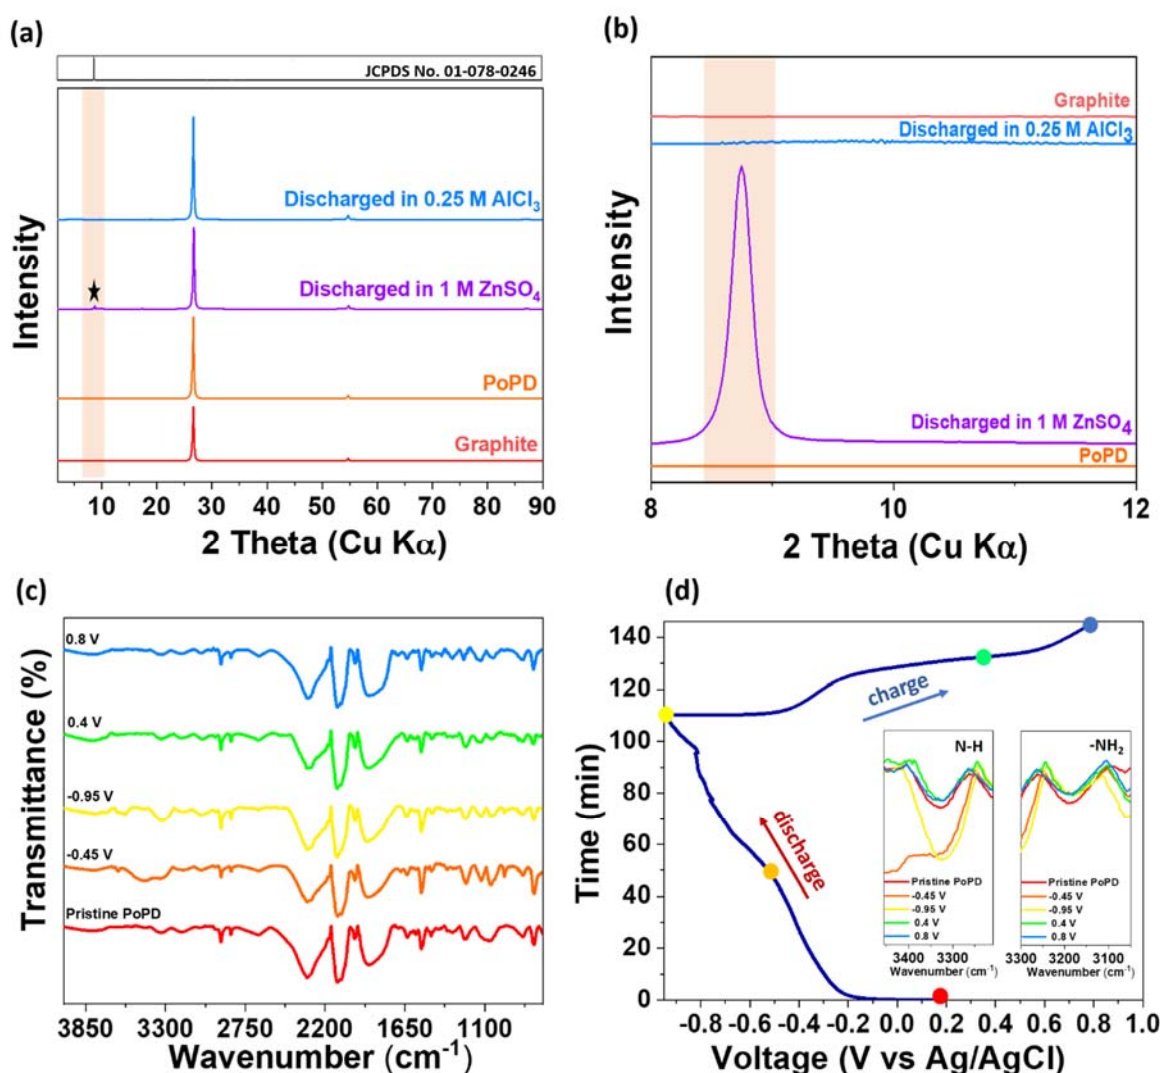 (a)
JCPDS No. 01-078-0246
Discharged in 0.25 M AlCl3
★
Discharged in 1 M ZnSO4
PoPD
Graphite
Intensity
10 20 30 40 50 60 70 80 90
2 Theta (Cu Kα)
(b)
Graphite
Discharged in 0.25 M AlCl3
Discharged in 1 M ZnSO4
PoPD
Intensity
8 10 12
2 Theta (Cu Kα)
(c)
0.8 V
0.4 V
-0.95 V
-0.45 V
Pristine PoPD
Transmittance (%)
3850 3300 2750 2200 1650 1100
Wavenumber (cm-1)
(d)
140
120
100
80
60
40
20
0
Time (min)
charge
discharge
N-H
Pristine PoPD
-0.45 V
-0.95 V
0.4 V
0.8 V
3400 3300
Wavenumber (cm-1)
-NH2
Pristine PoPD
-0.45 V
-0.95 V
0.4 V
0.8 V
3300 3200 3100
Wavenumber (cm-1)
-0.8 -0.6 -0.4 -0.2 0.0 0.2 0.4 0.6 0.8 1.0
Voltage (V vs Ag/AgCl)